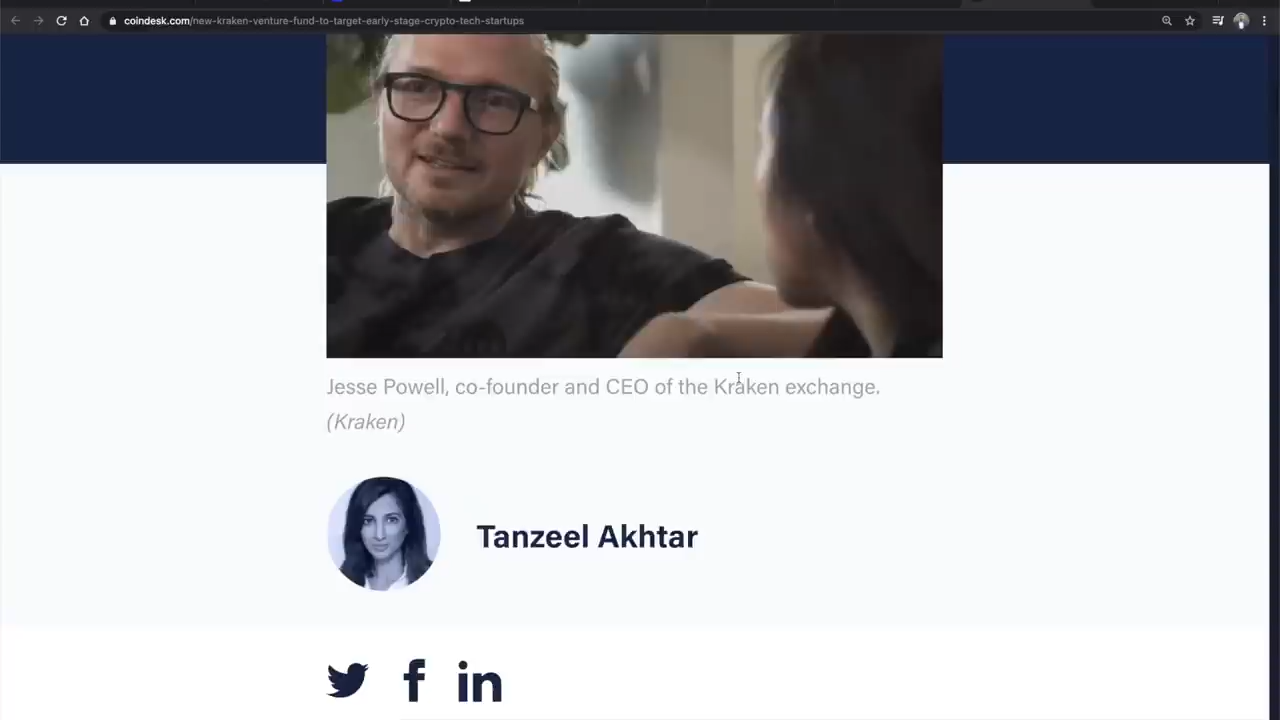 coindesk.com/new-kraken-venture-fund-to-target-early-stage-crypto-tech-startups
Jesse Powell, co-founder and CEO of the Kraken exchange.
(Kraken)
Tanzeel Akhtar